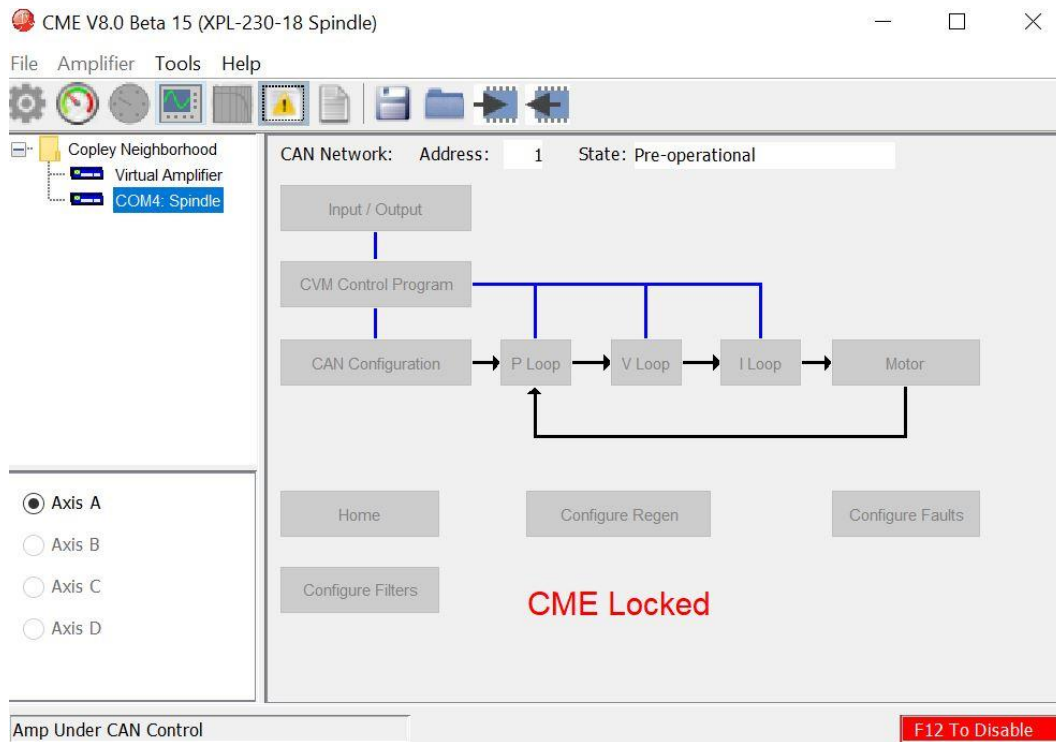 CME V8.0 Beta 15 (XPL-230-18 Spindle)
File Amplifier Tools Help
Copley Neighborhood
Virtual Amplifier
COM4: Spindle
CAN Network: Address: 1 State: Pre-operational
Input / Output
CVM Control Program
CAN Configuration P Loop V Loop I Loop Motor
Axis A
Axis B
Axis C
Axis D
Home Configure Regen Configure Faults
Configure Filters
CME Locked
Amp Under CAN Control
F12 To Disable